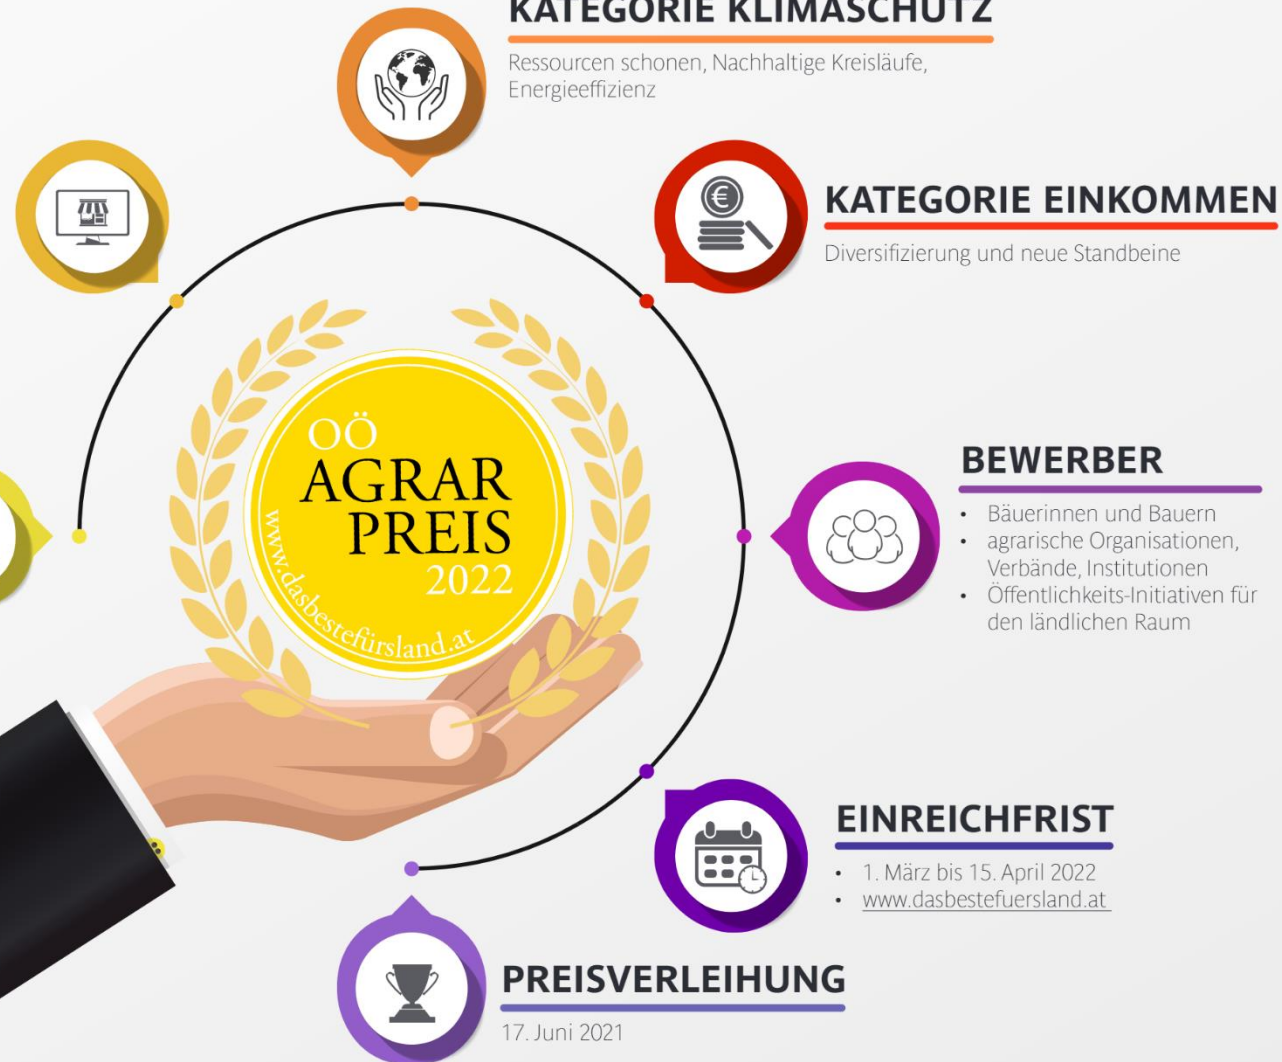 KATEGORIE KLIMASCHUTZ
Ressourcen schonen, Nachhaltige Kreisläufe,
Energieeffizienz
KATEGORIE EINKOMMEN
Diversifizierung und neue Standbeine
OÖ
AGRAR
PREIS
2022
www.dasbestefürsland.at
BEWERBER
• Bäuerinnen und Bauern
• agrarische Organisationen,
Verbände, Institutionen
• Öffentlichkeits-Initiativen für
den ländlichen Raum
EINREICHFRIST
• 1. März bis 15. April 2022
• www.dasbestefuersland.at
PREISVERLEIHUNG
17. Juni 2021